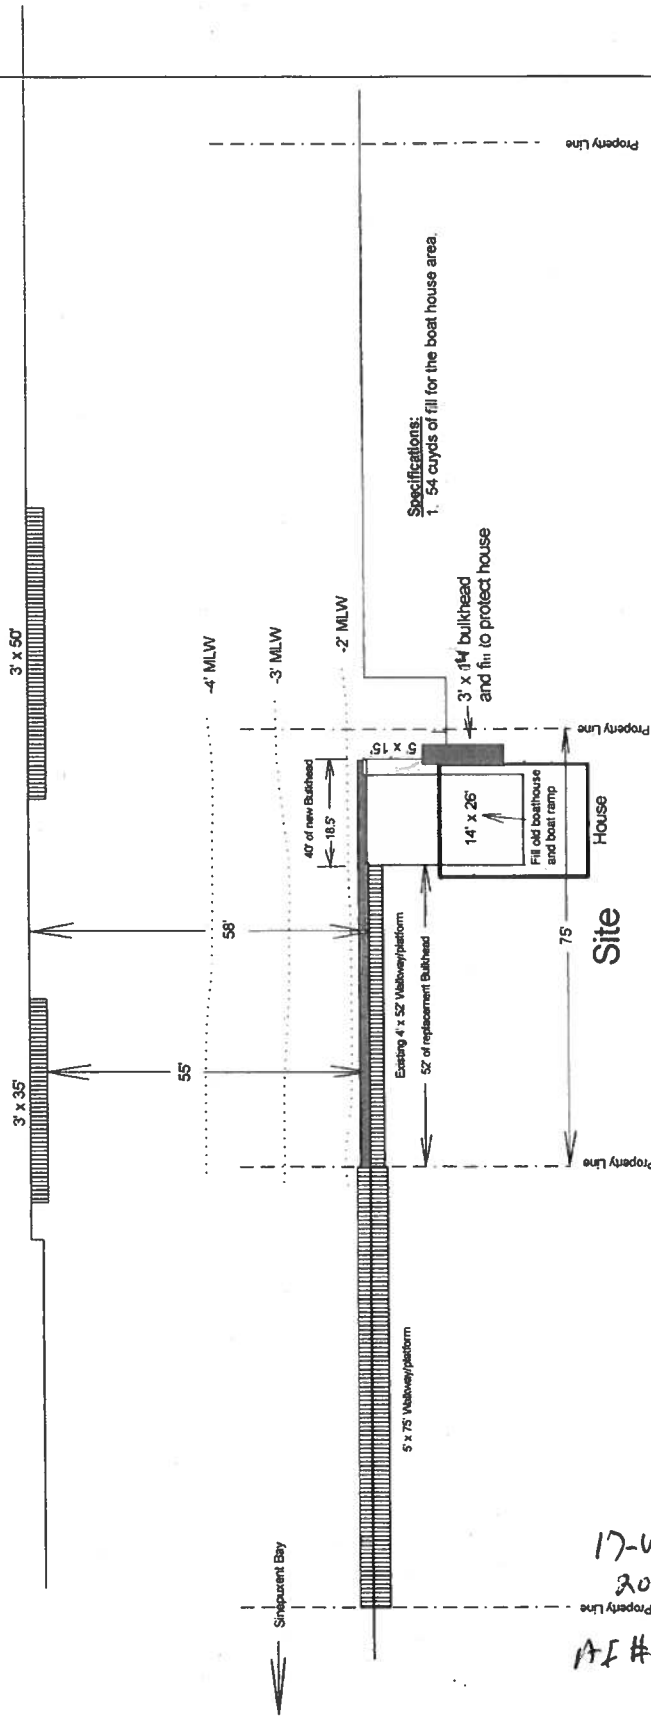 Property Line
3' x 50'
-4' MLW
-3' MLW
-2' MLW
Specifications:
1. 54 cuyds of fill for the boat house area.
bulkhead
and fill to protect house
Property Line
5' x 15'
40' of new Bulkhead
18.5'
14' x 26'
Fill old boathouse
and boat ramp
House
58'
Existing 4' x 52' Walkway/platform
52' of replacement Bulkhead
75'
Site
3' x 35'
55'
Property Line
5' x 75' Walkway/platform
Sinepuxent Bay
Property Line
AI #